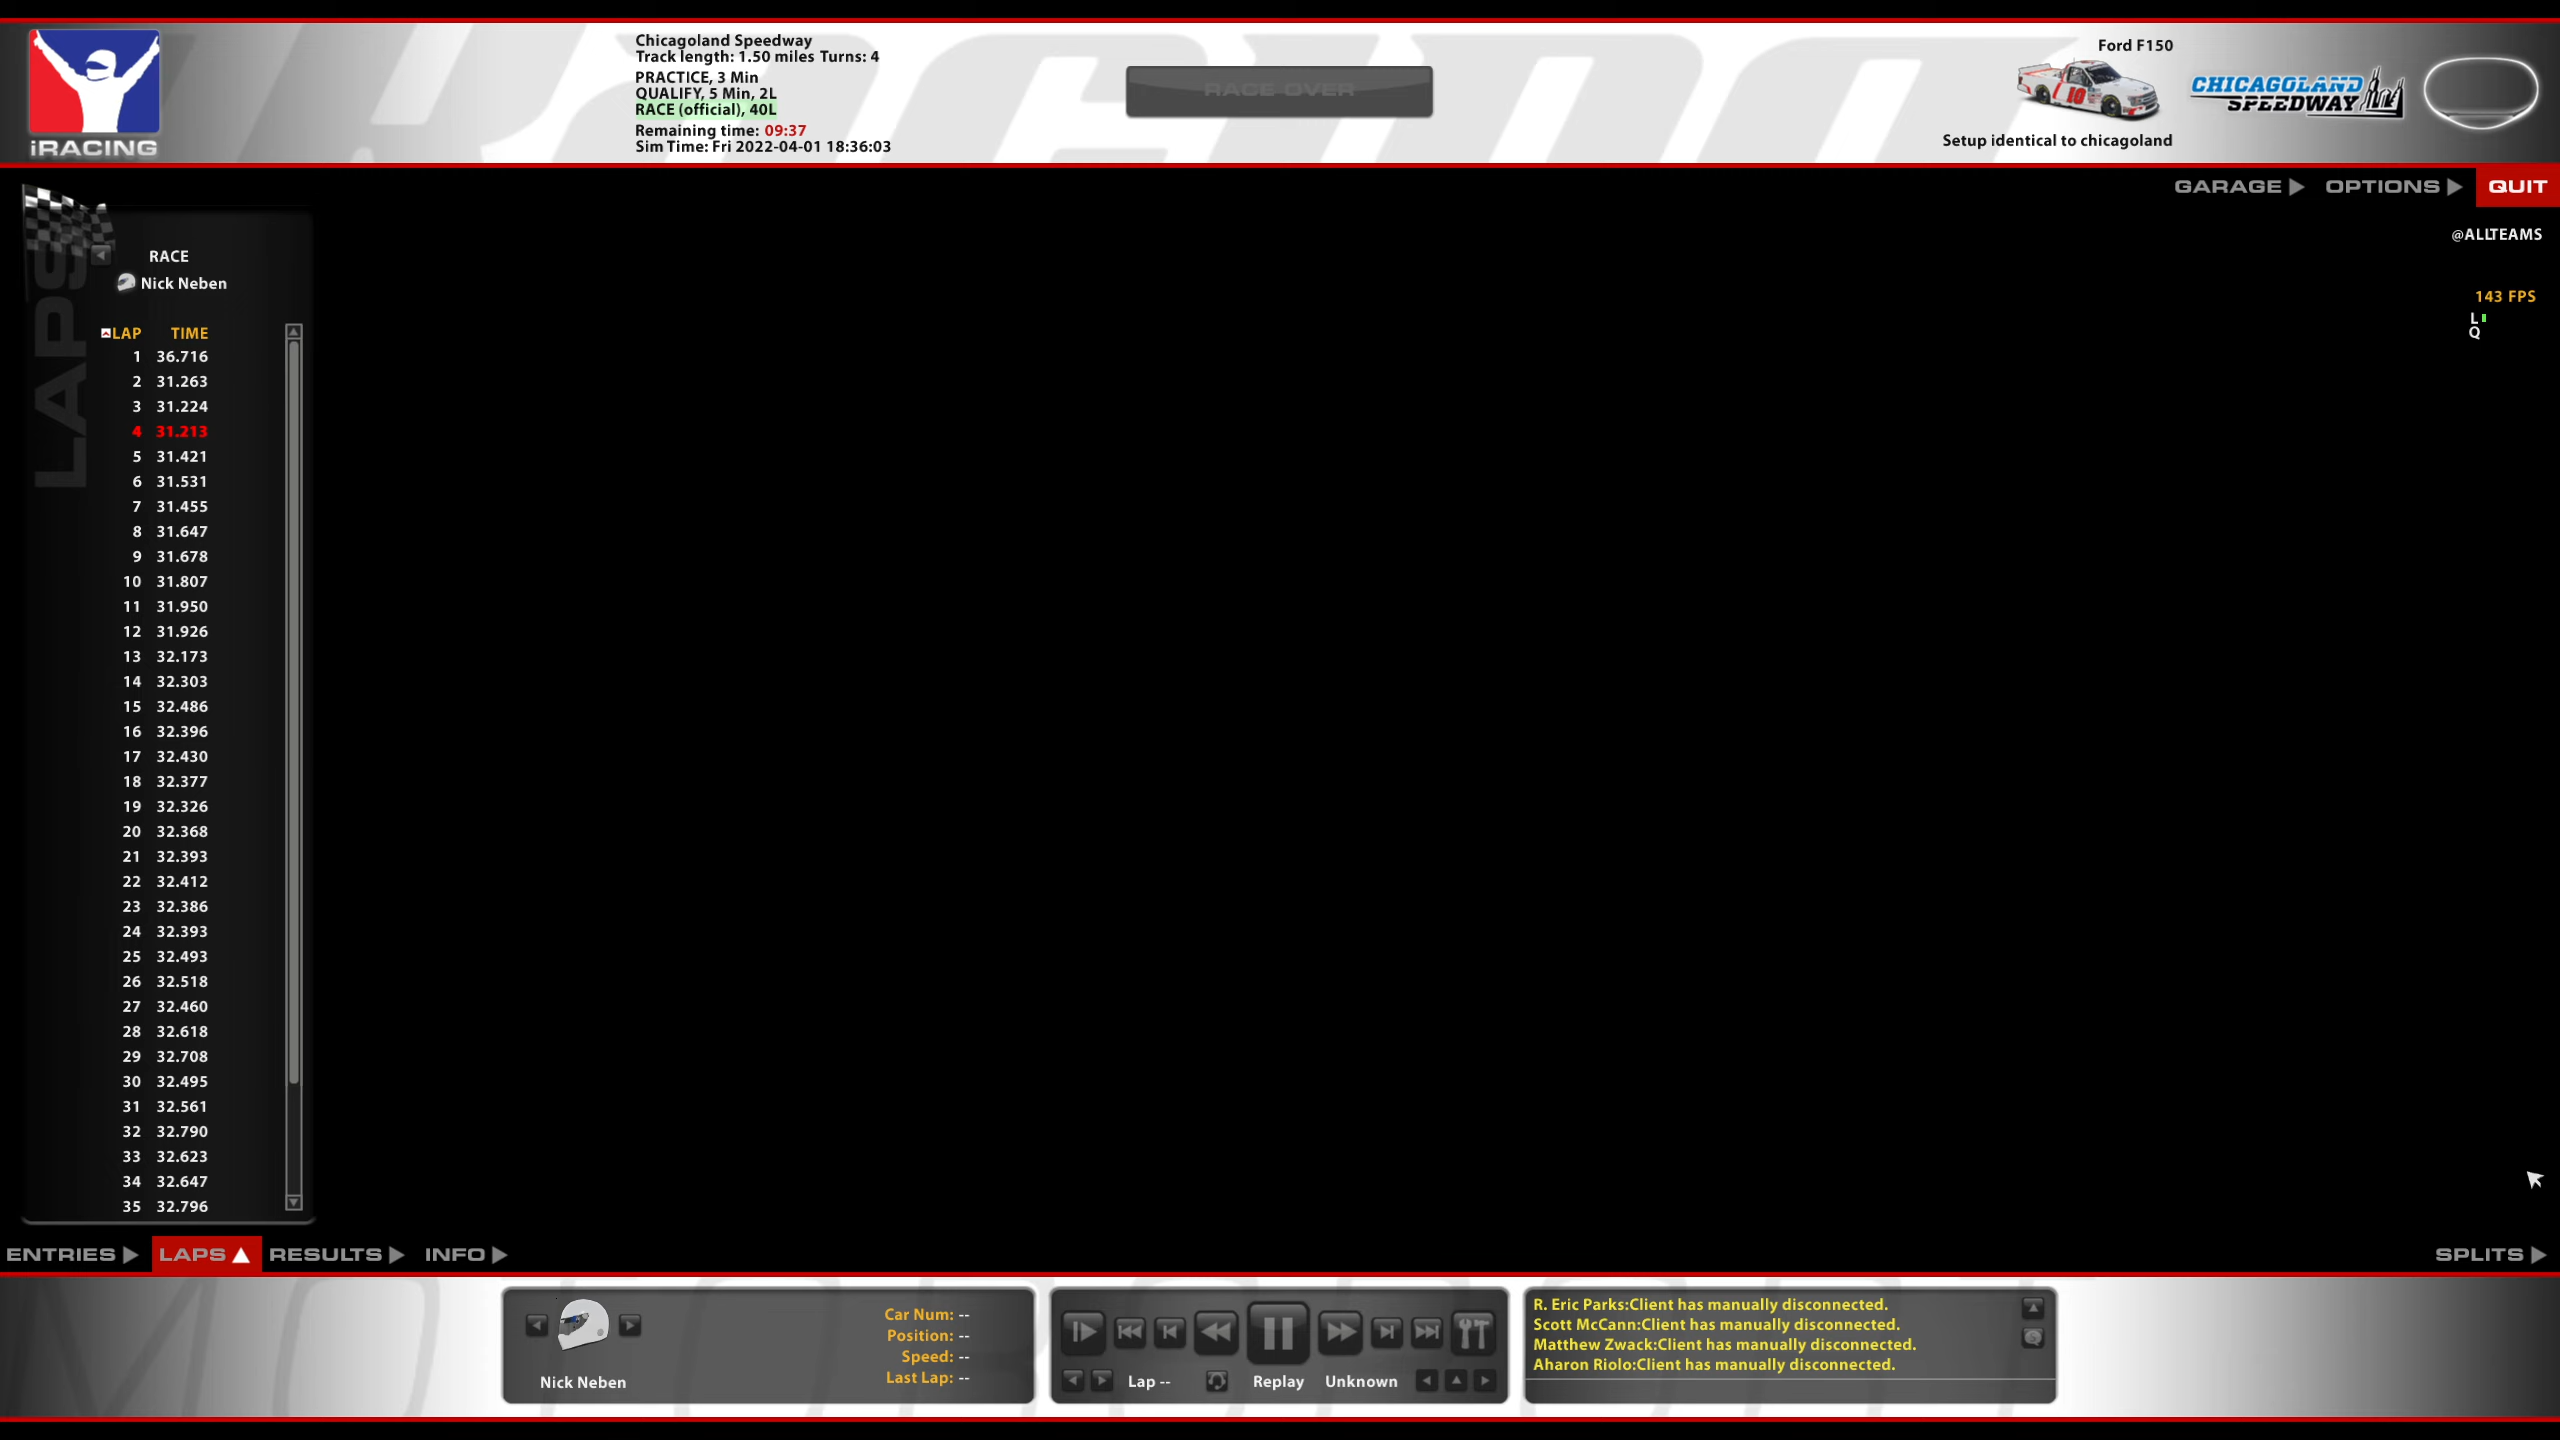 iRACING
Chicagoland Speedway
Track length: 1.50 miles Turns: 4
PRACTICE, 3 Min
QUALIFY, 5 Min, 2L
RACE (official), 40L
Remaining time: 09:37
Sim Time: Fri 2022-04-01 18:36:03
RACE OVER
Ford F150
10
CHICAGOLAND
SPEEDWAY
Setup identical to chicagoland
GARAGE OPTIONS QUIT
@ALLTEAMS
143 FPS
L
Q
LAPS
RACE
Nick Neben
LAP TIME
1 36.716
2 31.263
3 31.224
4 31.213
5 31.421
6 31.531
7 31.455
8 31.647
9 31.678
10 31.807
11 31.950
12 31.926
13 32.173
14 32.303
15 32.486
16 32.396
17 32.430
18 32.377
19 32.326
20 32.368
21 32.393
22 32.412
23 32.386
24 32.393
25 32.493
26 32.518
27 32.460
28 32.618
29 32.708
30 32.495
31 32.561
32 32.790
33 32.623
34 32.647
35 32.796
ENTRIES LAPS RESULTS INFO SPLITS
Nick Neben
Car Num: --
Position: --
Speed: --
Last Lap: --
Lap -- Replay Unknown
R. Eric Parks:Client has manually disconnected.
Scott McCann:Client has manually disconnected.
Matthew Zwack:Client has manually disconnected.
Aharon Riolo:Client has manually disconnected.